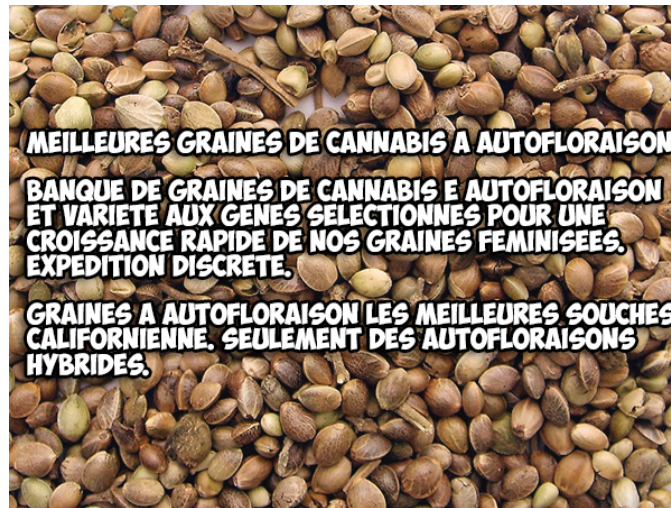 MEILLEURES GRAINES DE CANNABIS A AUTOFLORAISON
BANQUE DE GRAINES DE CANNABIS E AUTOFLORAISON
ET VARIETE AUX GENES SELECTIONNES POUR UNE
CROISSANCE RAPIDE DE NOS GRAINES FEMINISEES.
EXPEDITION DISCRETE.
GRAINES A AUTOFLORAISON LES MEILLEURES SOUCHES
CALIFORNIENNE. SEULEMENT DES AUTOFLORAISONS
HYBRIDES.